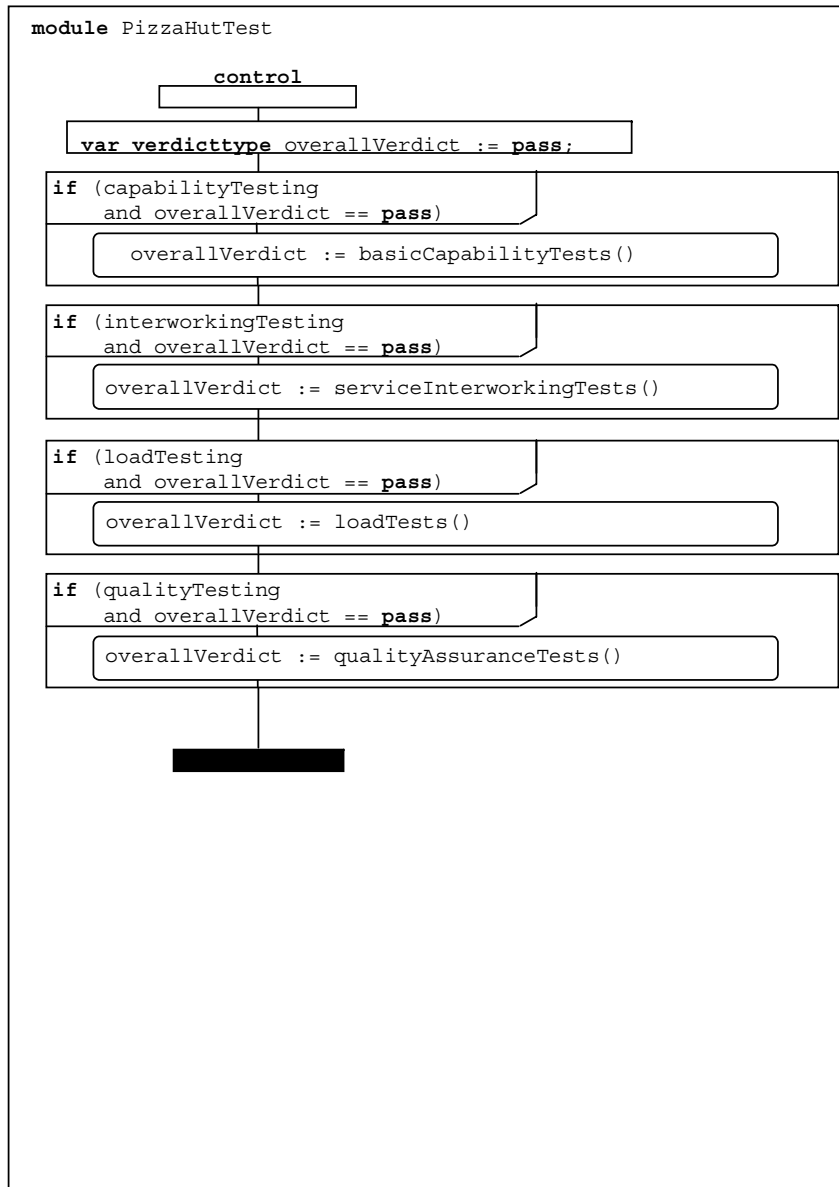 module PizzaHutTest
control
var verdicttype overallVerdict := pass;
if (capabilityTesting
and overallVerdict == pass)
overallVerdict := basicCapabilityTests()
if (interworkingTesting
and overallVerdict == pass)
overallVerdict := serviceInterworkingTests()
if (loadTesting
and overallVerdict == pass)
overallVerdict := loadTests()
if (qualityTesting
and overallVerdict == pass)
overallVerdict := qualityAssuranceTests()